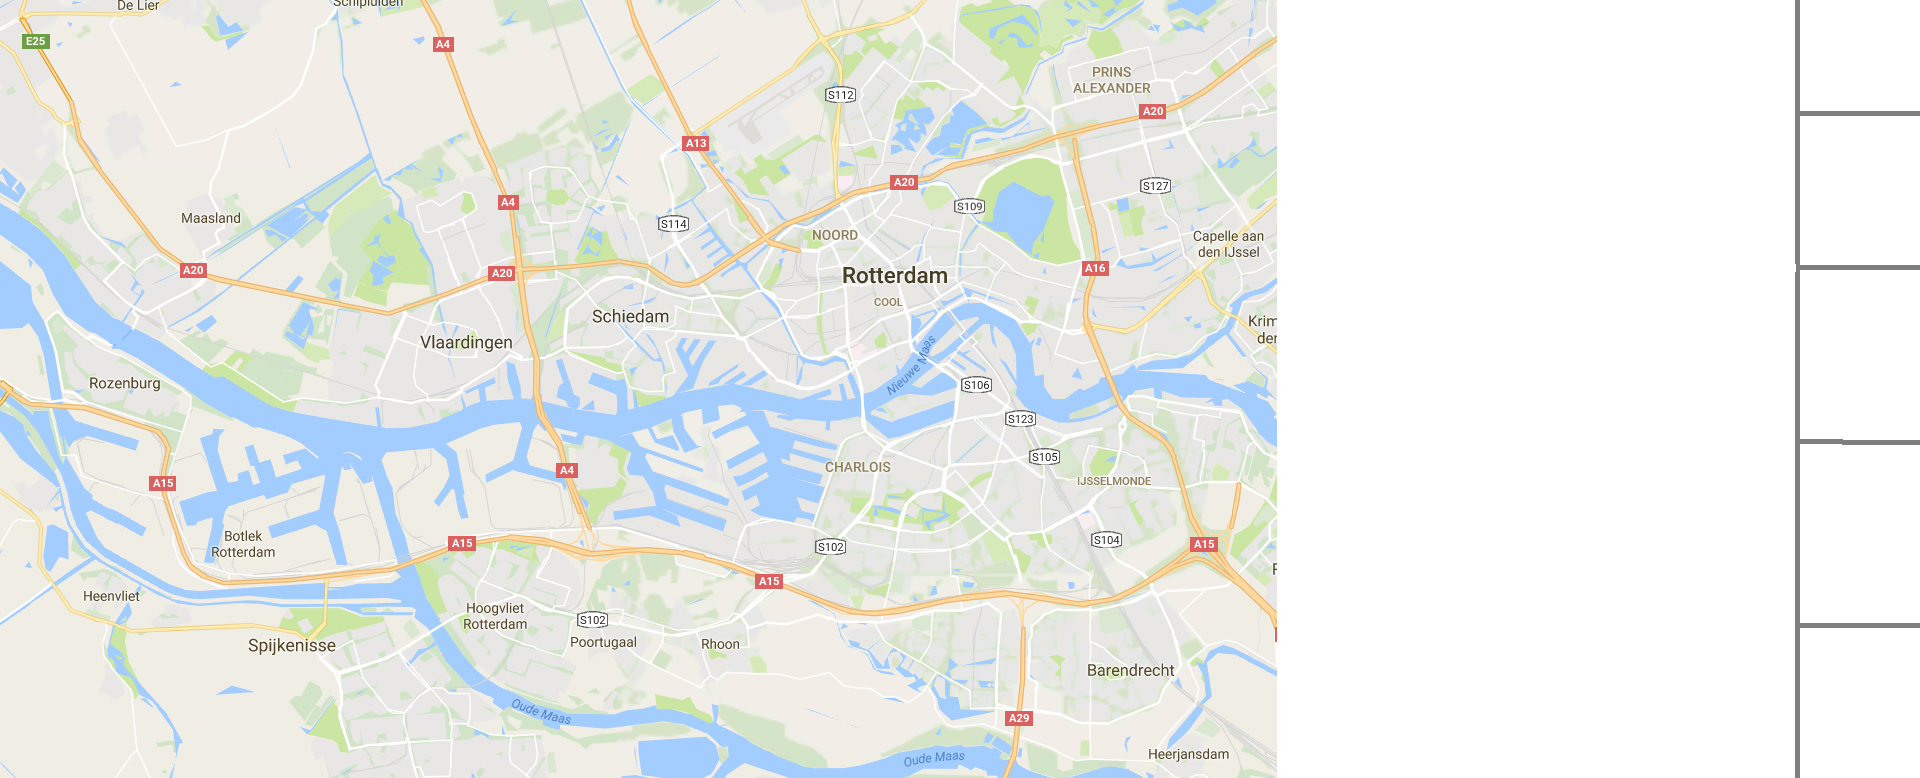 De Lier
Schipluiden
E25
A4
PRINS
ALEXANDER
S112
A20
A13
A20
S127
A4
S109
Maasland
S114
NOORD
Capelle aan
den IJssel
A20
A20
Rotterdam
A16
COOL
Schiedam
Krim
der
Vlaardingen
Nieuwe Maas
Rozenburg
S106
S123
A4
CHARLOIS
S105
A15
IJSSELMONDE
Botlek
Rotterdam
A15
S102
S104
A15
A15
Heenvliet
Hoogvliet
Rotterdam
S102
Spijkenisse
Poortugaal
Rhoon
Barendrecht
Oude Maas
A29
Oude Maas
Heerjansdam